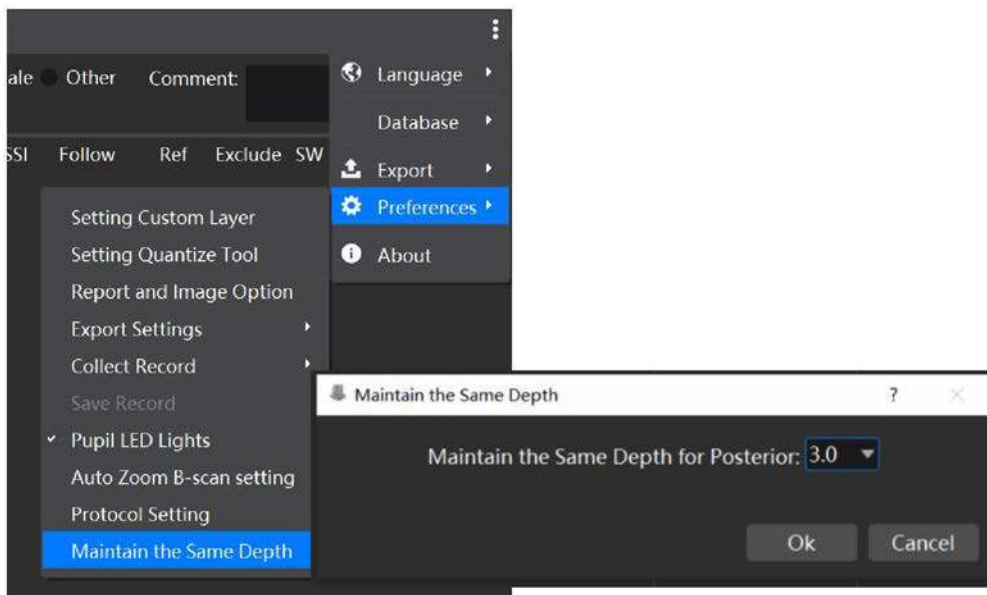 ale Other Comment:
SSI Follow Ref Exclude SW
Language
Database
Export
Preferences
About
Setting Custom Layer
Setting Quantize Tool
Report and Image Option
Export Settings
Collect Record
Save Record
Pupil LED Lights
Auto Zoom B-scan setting
Protocol Setting
Maintain the Same Depth
Maintain the Same Depth ?
Maintain the Same Depth for Posterior: 3.0
Ok Cancel